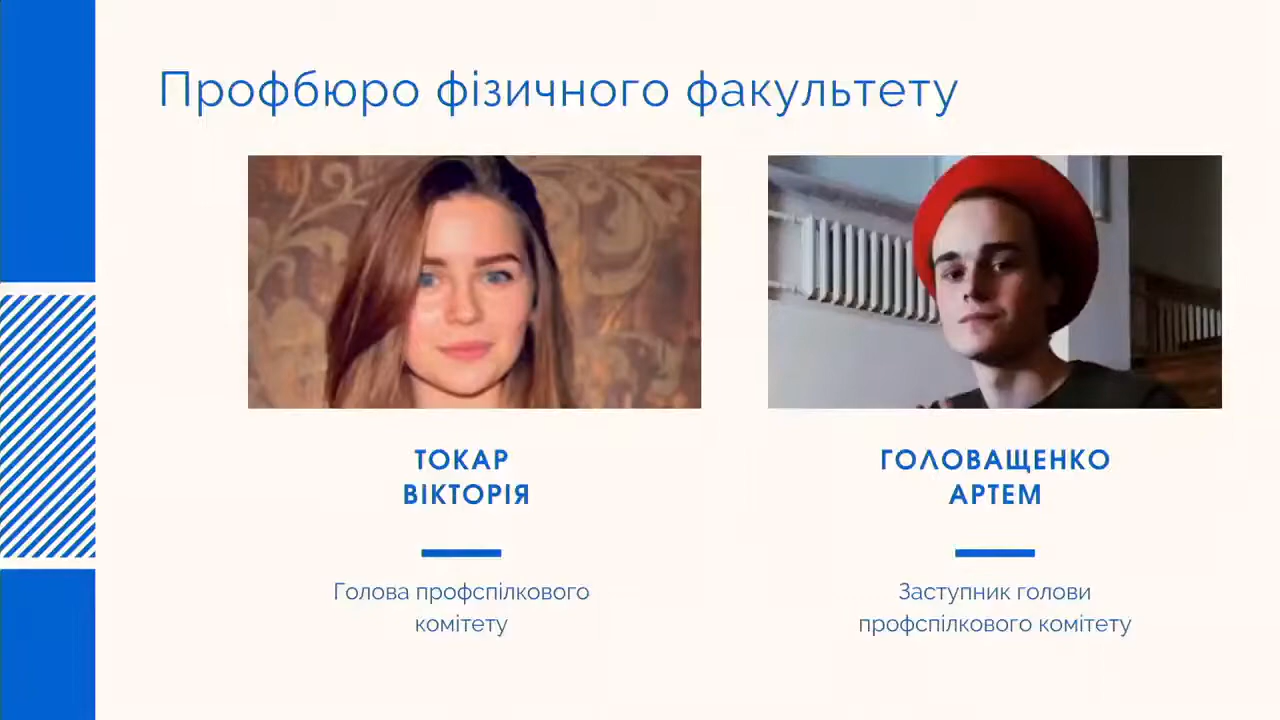 Профбюро фізичного факультету
ТОКАР
ВІКТОРІЯ
Голова профспілкового
комітету
ГОЛОВАЩЕНКО
АРТЕМ
Заступник голови
профспілкового комітету